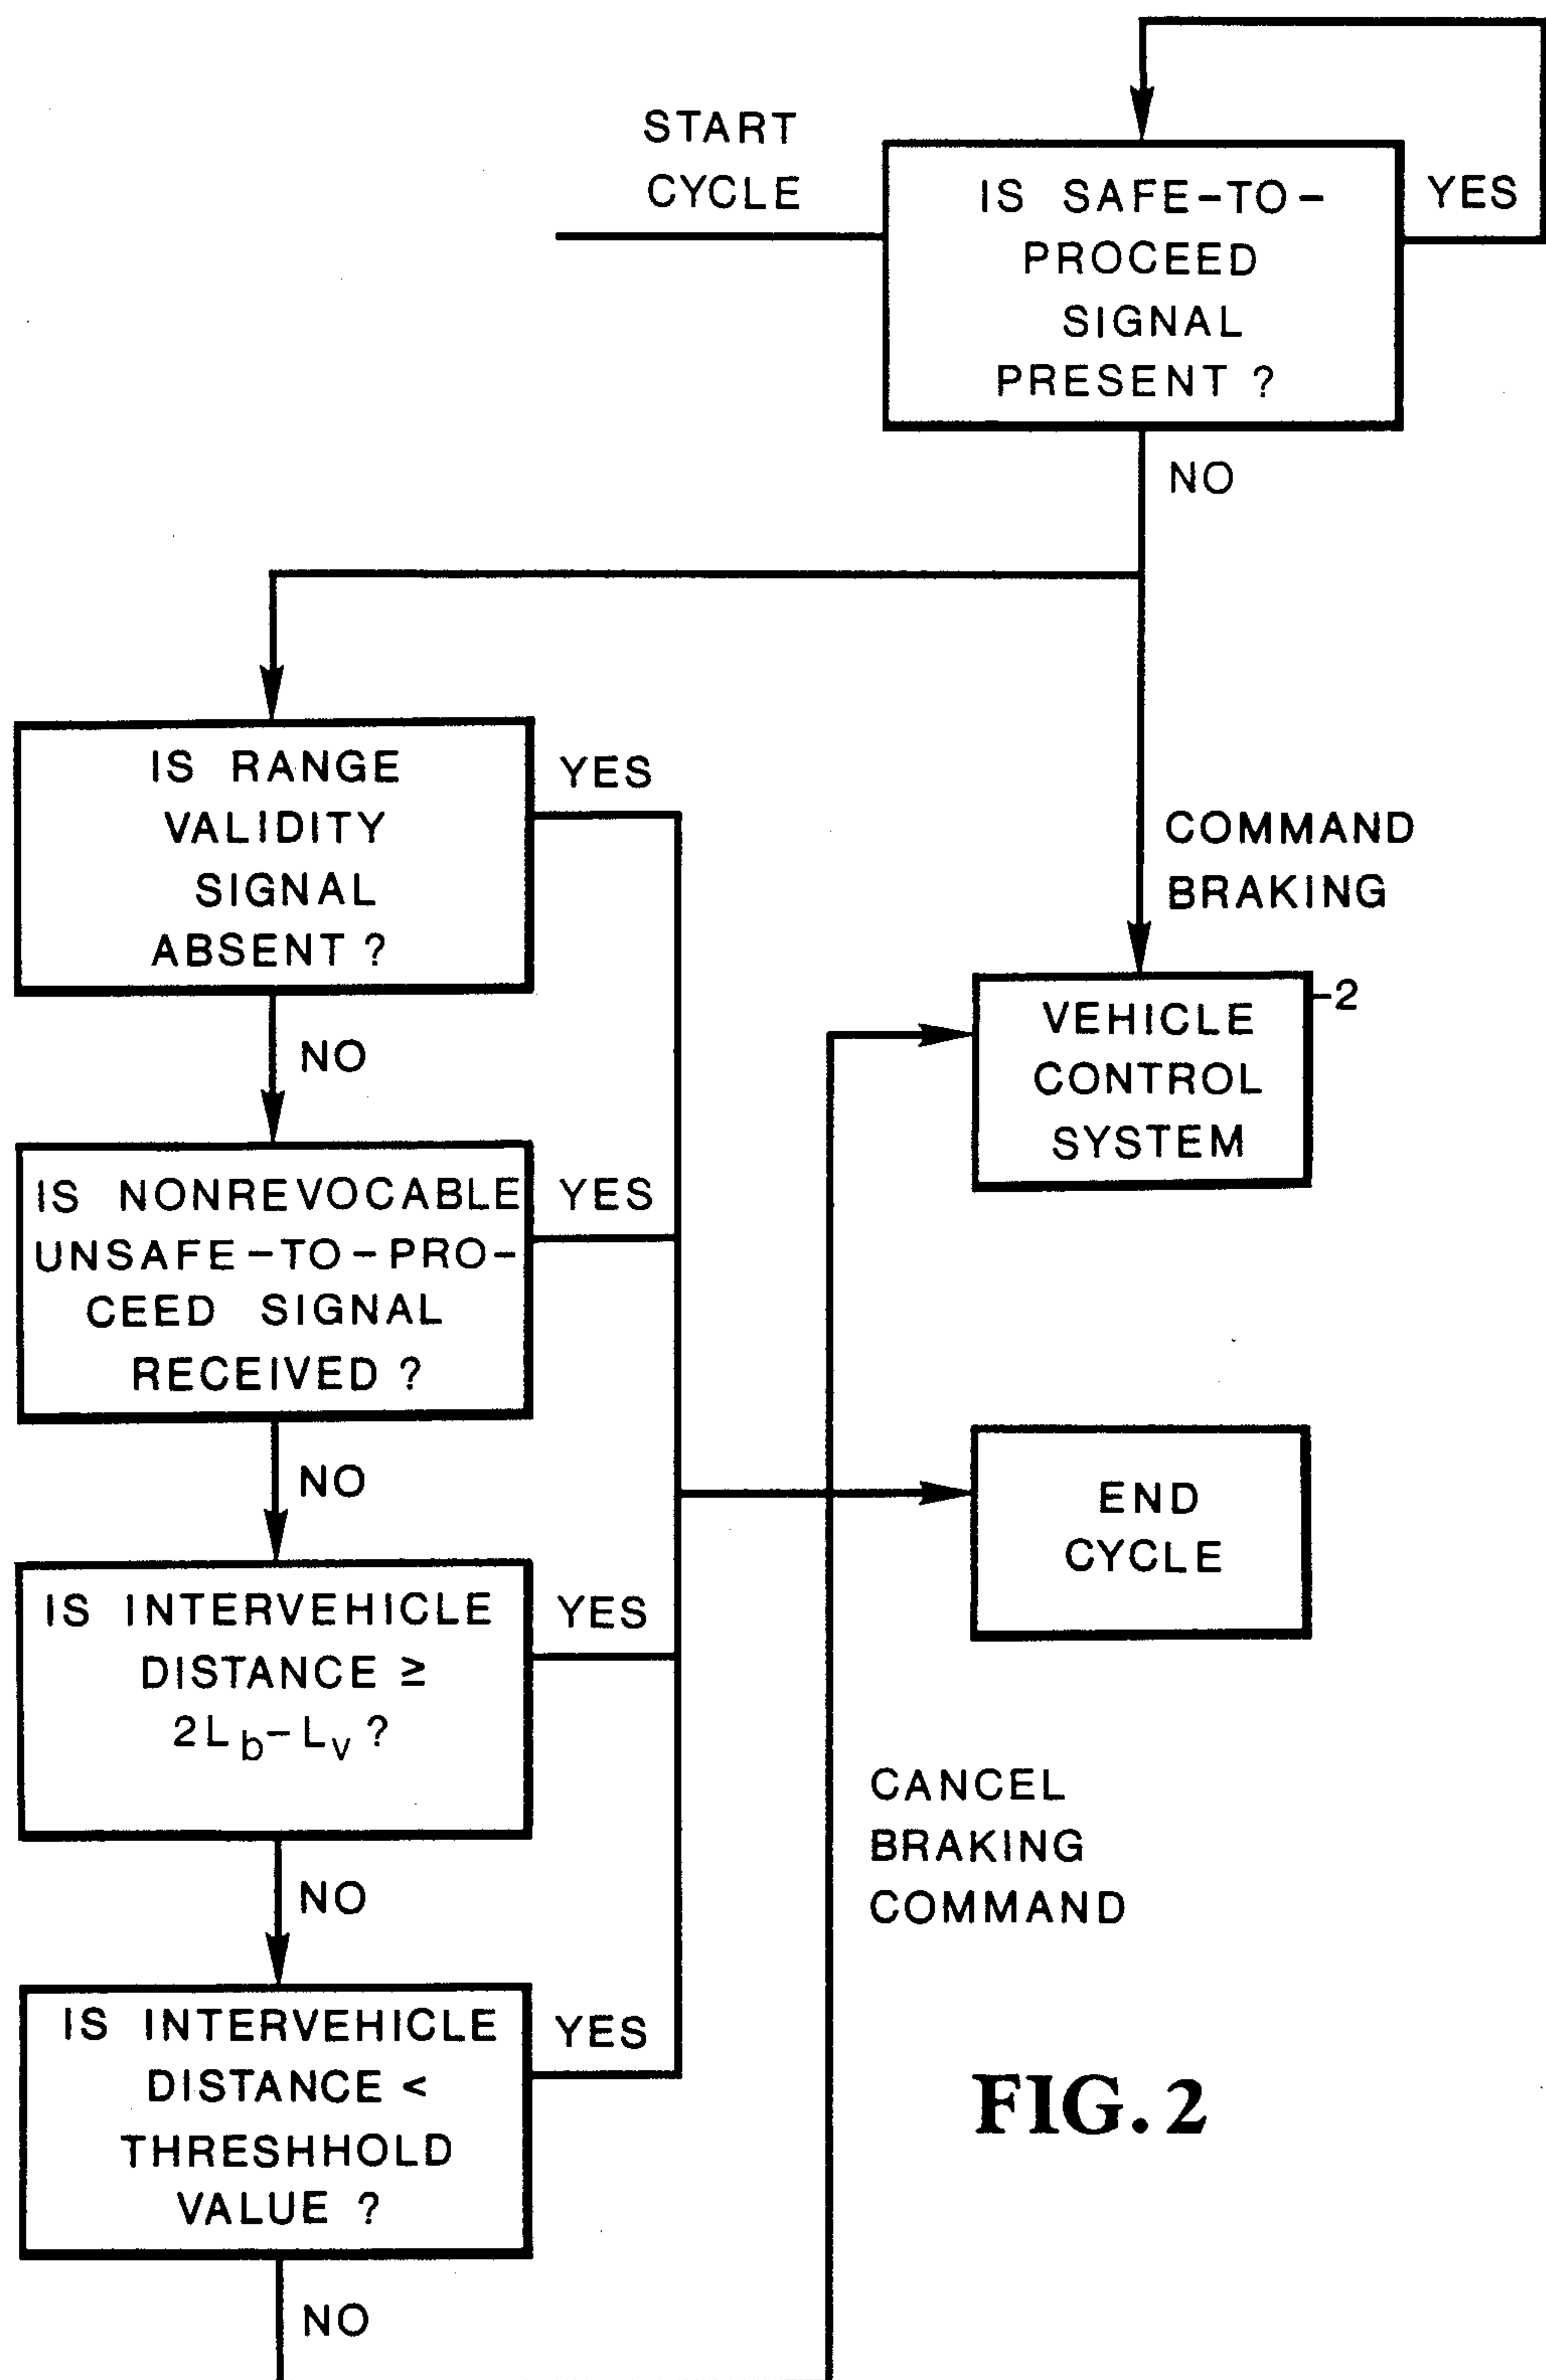 START
CYCLE
IS SAFE-TO-
PROCEED
SIGNAL
PRESENT ?
YES
NO
IS RANGE
VALIDITY
SIGNAL
ABSENT ?
YES
NO
COMMAND
BRAKING
VEHICLE
CONTROL
SYSTEM
2
IS NONREVOCABLE
UNSAFE-TO-PRO-
CEED SIGNAL
RECEIVED ?
YES
NO
END
CYCLE
IS INTERVEHICLE
DISTANCE ≥
2Lb-Lv ?
YES
NO
CANCEL
BRAKING
COMMAND
IS INTERVEHICLE
DISTANCE <
THRESHHOLD
VALUE ?
YES
NO
FIG. 2